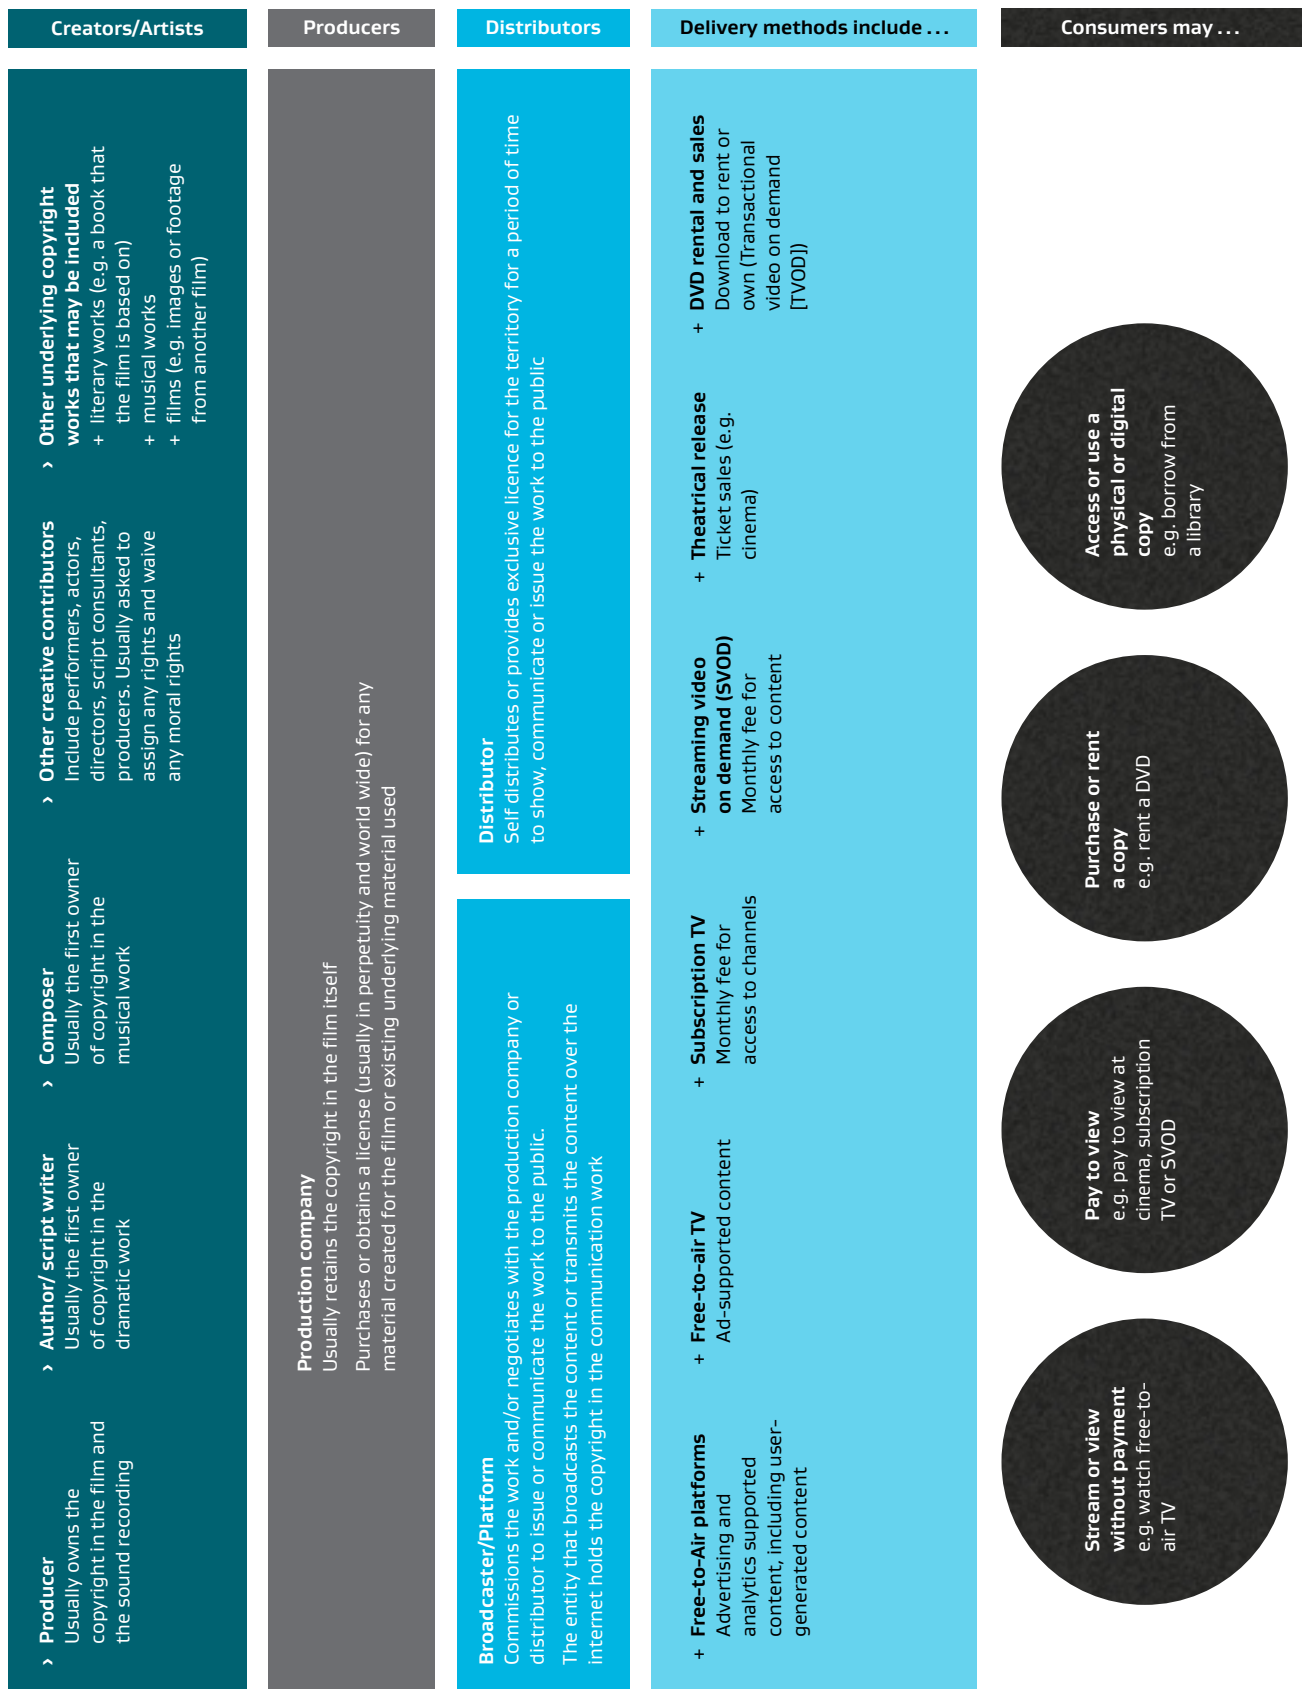 Creators/Artists
› Producer
Usually owns the
copyright in the film and
the sound recording
› Author/ script writer
Usually the first owner
of copyright in the
dramatic work
› Composer
Usually the first owner
of copyright in the
musical work
› Other creative contributors
Include performers, actors,
directors, script consultants,
producers. Usually asked to
assign any rights and waive
any moral rights
› Other underlying copyright
works that may be included
+ literary works (e.g. a book that
the film is based on)
+ musical works
+ films (e.g. images or footage
from another film)
Producers
Production company
Usually retains the copyright in the film itself
Purchases or obtains a license (usually in perpetuity and world wide) for any
material created for the film or existing underlying material used
Distributors
Broadcaster/Platform
Commissions the work and/or negotiates with the production company or
distributor to issue or communicate the work to the public.
The entity that broadcasts the content or transmits the content over the
internet holds the copyright in the communication work
Distributor
Self distributes or provides exclusive licence for the territory for a period of time
to show, communicate or issue the work to the public
Delivery methods include ...
+ Free-to-Air platforms
Advertising and
analytics supported
content, including user-
generated content
+ Free-to-air TV
Ad-supported content
+ Subscription TV
Monthly fee for
access to channels
+ Streaming video
on demand (SVOD)
Monthly fee for
access to content
+ Theatrical release
Ticket sales (e.g.
cinema)
+ DVD rental and sales
Download to rent or
own (Transactional
video on demand
[TVOD])
Consumers may ...
Stream or view
without payment
e.g. watch free-to-
air TV
Pay to view
e.g. pay to view at
cinema, subscription
TV or SVOD
Purchase or rent
a copy
e.g. rent a DVD
Access or use a
physical or digital
copy
e.g. borrow from
a library